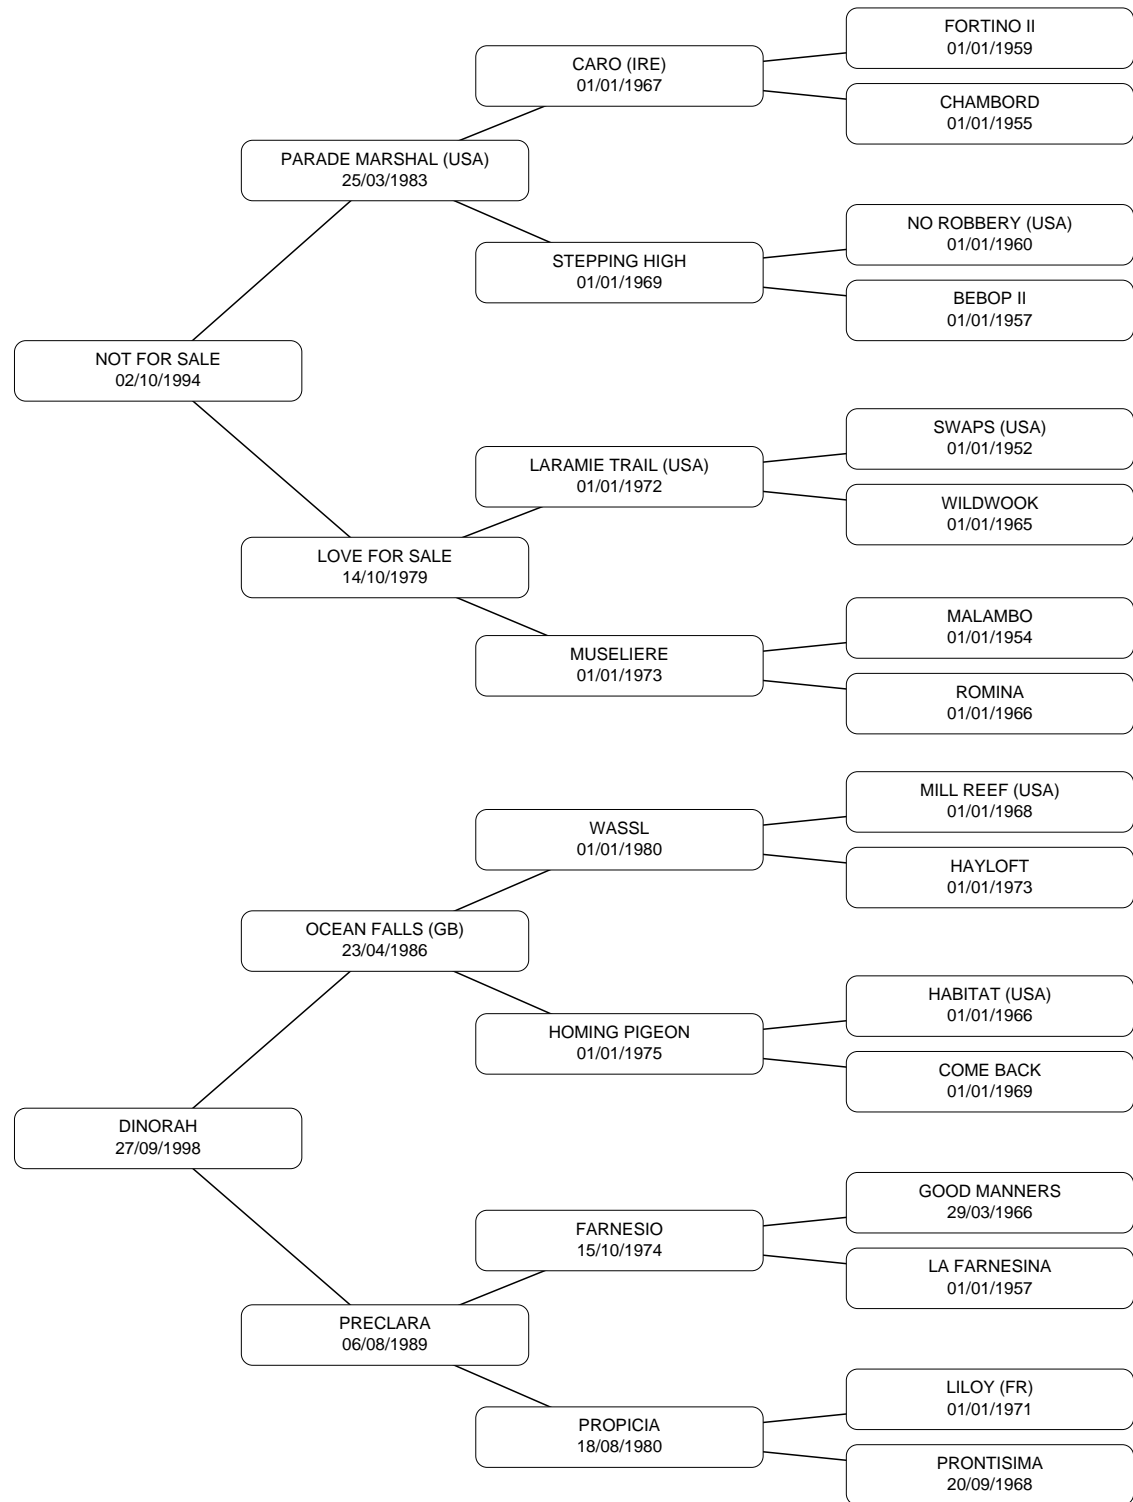 FORTINO II
01/01/1959
CARO (IRE)
01/01/1967
CHAMBORD
01/01/1955
PARADE MARSHAL (USA)
25/03/1983
NO ROBBERY (USA)
01/01/1960
STEPPING HIGH
01/01/1969
BEBOP II
01/01/1957
NOT FOR SALE
02/10/1994
SWAPS (USA)
01/01/1952
LARAMIE TRAIL (USA)
01/01/1972
WILDWOOK
01/01/1965
LOVE FOR SALE
14/10/1979
MALAMBO
01/01/1954
MUSELIERE
01/01/1973
ROMINA
01/01/1966
MILL REEF (USA)
01/01/1968
WASSL
01/01/1980
HAYLOFT
01/01/1973
OCEAN FALLS (GB)
23/04/1986
HABITAT (USA)
01/01/1966
HOMING PIGEON
01/01/1975
COME BACK
01/01/1969
DINORAH
27/09/1998
GOOD MANNERS
29/03/1966
FARNESIO
15/10/1974
LA FARNESINA
01/01/1957
PRECLARA
06/08/1989
LILOY (FR)
01/01/1971
PROPICIA
18/08/1980
PRONTISIMA
20/09/1968